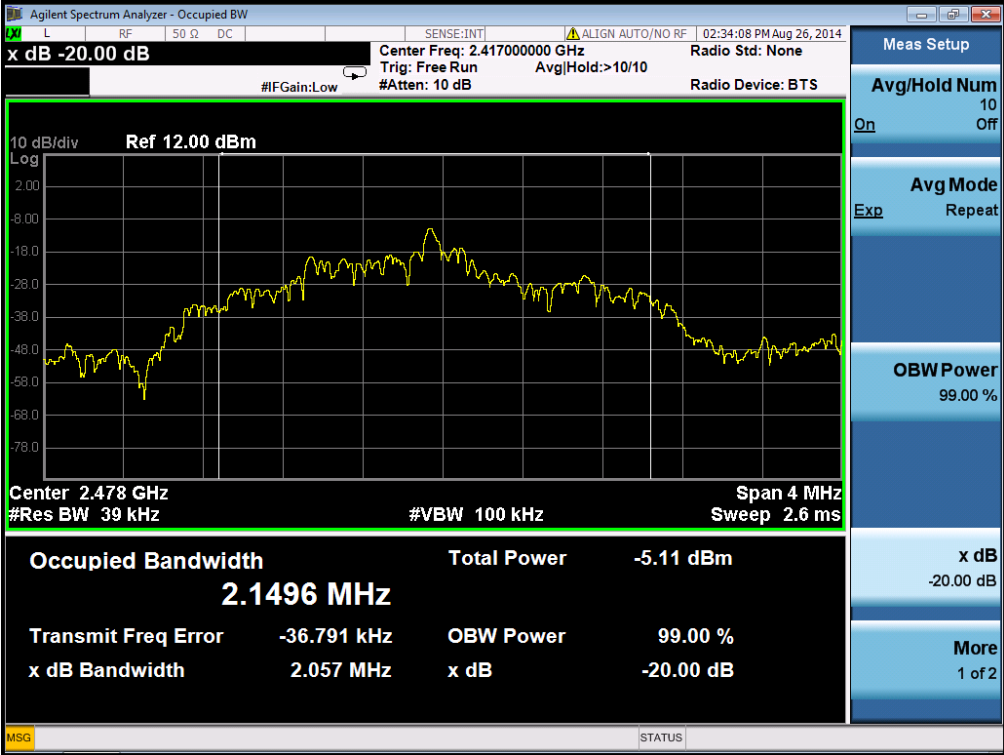 Agilent Spectrum Analyzer - Occupied BW
LXI L RF 50 Ω DC SENSE:INT ALIGN AUTO/NO RF 02:34:08 PM Aug 26, 2014
x dB -20.00 dB
Center Freq: 2.417000000 GHz Radio Std: None
Trig: Free Run Avg|Hold:>10/10
#IFGain:Low #Atten: 10 dB Radio Device: BTS
10 dB/div Ref 12.00 dBm
Log
2.00
-8.00
-18.0
-28.0
-38.0
-48.0
-58.0
-68.0
-78.0
Center 2.478 GHz Span 4 MHz
#Res BW 39 kHz #VBW 100 kHz Sweep 2.6 ms
Occupied Bandwidth Total Power -5.11 dBm
2.1496 MHz
Transmit Freq Error -36.791 kHz OBW Power 99.00 %
x dB Bandwidth 2.057 MHz x dB -20.00 dB
Meas Setup
Avg/Hold Num
10
On Off
Avg Mode
Exp Repeat
OBW Power
99.00 %
x dB
-20.00 dB
More
1 of 2
MSG STATUS